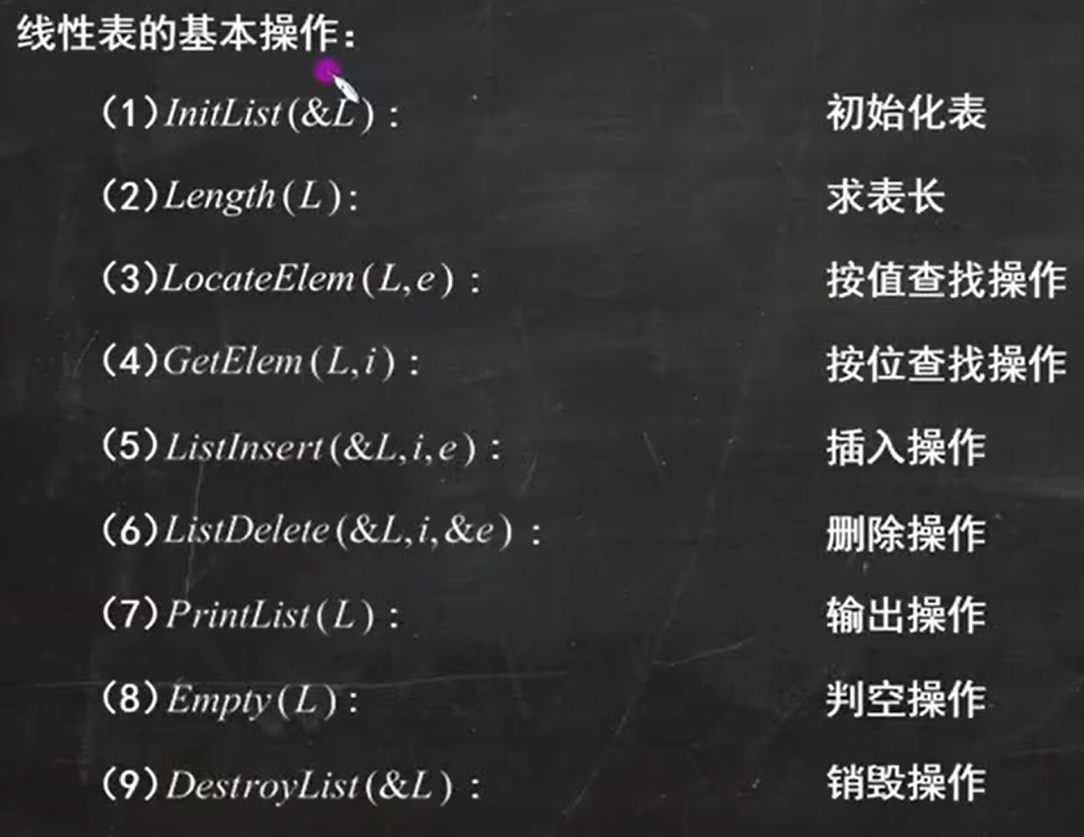 线性表的基本操作：
(1)InitList(&L)： 初始化表
(2)Length(L)： 求表长
(3)LocateElem(L,e)： 按值查找操作
(4)GetElem(L,i)： 按位查找操作
(5)ListInsert(&L,i,e)： 插入操作
(6)ListDelete(&L,i,&e)： 删除操作
(7)PrintList(L)： 输出操作
(8)Empty(L)： 判空操作
(9)DestroyList(&L)： 销毁操作